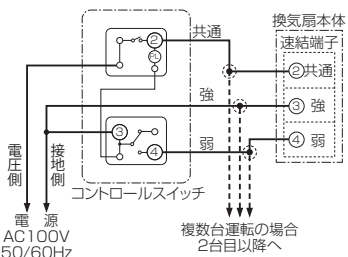 換気扇本体
速結端子
共通
②
PL
②共通
強
③ 強
③
弱
④
④ 弱
電圧側
接地側
コントロールスイッチ
電 源
AC100V
50/60Hz
複数台運転の場合
2台目以降へ